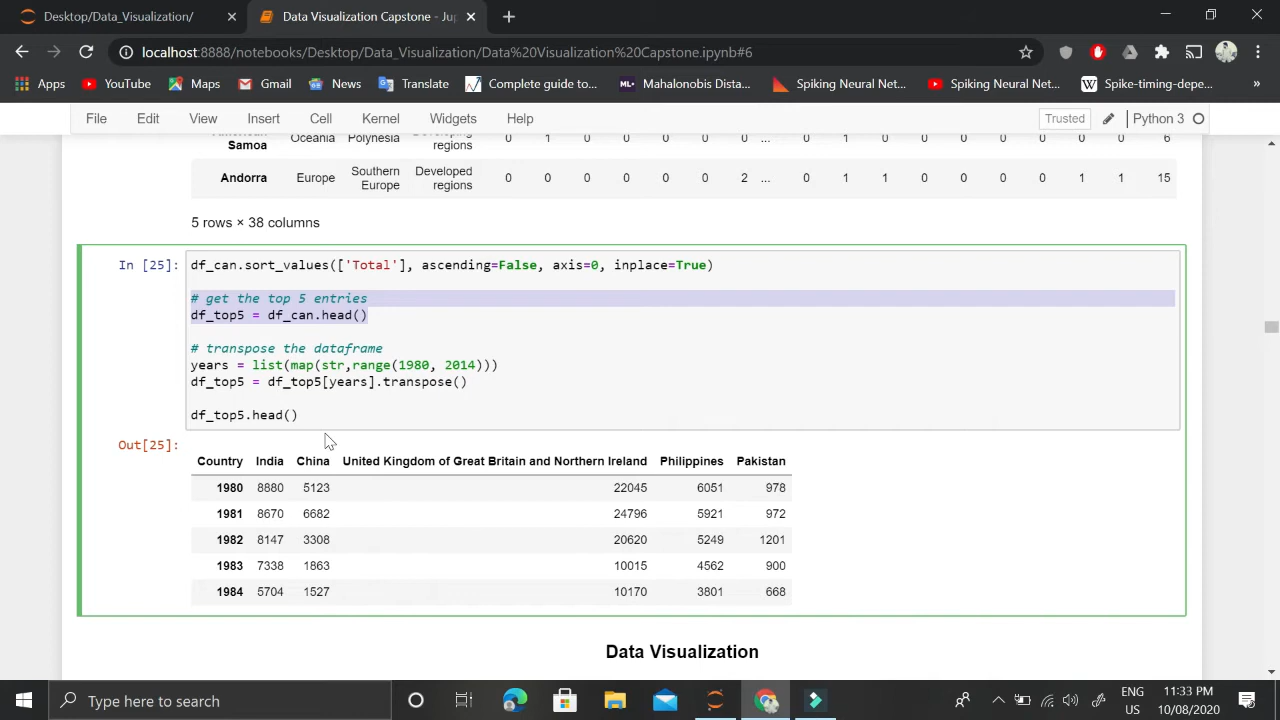 Desktop/Data_Visualization/
Data Visualization Capstone - Jup
localhost:8888/notebooks/Desktop/Data_Visualization/Data%20Visualization%20Capstone.ipynb#6
Apps YouTube Maps Gmail News Translate Complete guide to... ML+ Mahalonobis Dista... Spiking Neural Net... Spiking Neural Net... W Spike-timing-depe... »
File Edit View Insert Cell Kernel Widgets Help Trusted Python 3
American Samoa Oceania Polynesia Developing regions 0 1 0 0 0 0 0 ... 0 1 0 0 0 0 0 0 0 6
Andorra Europe Southern Europe Developed regions 0 0 0 0 0 0 2 ... 0 1 1 0 0 0 0 1 1 15
5 rows × 38 columns
In [25]: df_can.sort_values(['Total'], ascending=False, axis=0, inplace=True)
# get the top 5 entries
df_top5 = df_can.head()
# transpose the dataframe
years = list(map(str,range(1980, 2014)))
df_top5 = df_top5[years].transpose()
df_top5.head()
Out[25]:
Country India China United Kingdom of Great Britain and Northern Ireland Philippines Pakistan
1980 8880 5123 22045 6051 978
1981 8670 6682 24796 5921 972
1982 8147 3308 20620 5249 1201
1983 7338 1863 10015 4562 900
1984 5704 1527 10170 3801 668
Data Visualization
Type here to search
ENG
US
11:33 PM
10/08/2020